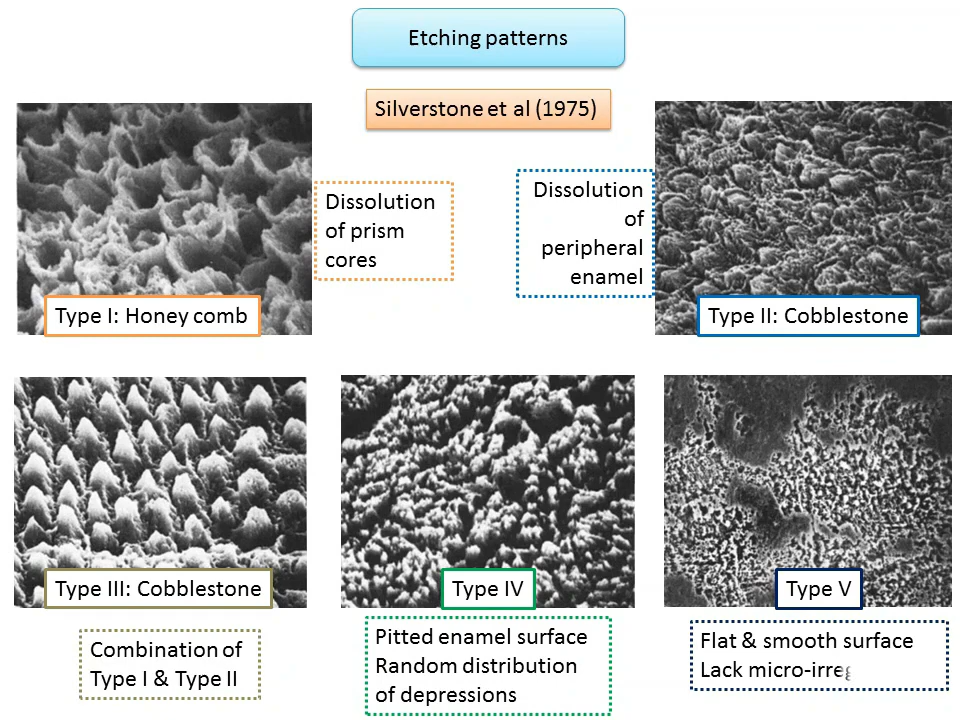 Etching patterns
Silverstone et al (1975)
Dissolution
of prism
cores
Dissolution
of
peripheral
enamel
Type I: Honey comb
Type II: Cobblestone
Type III: Cobblestone
Type IV
Type V
Combination of
Type I & Type II
Pitted enamel surface
Random distribution
of depressions
Flat & smooth surface
Lack